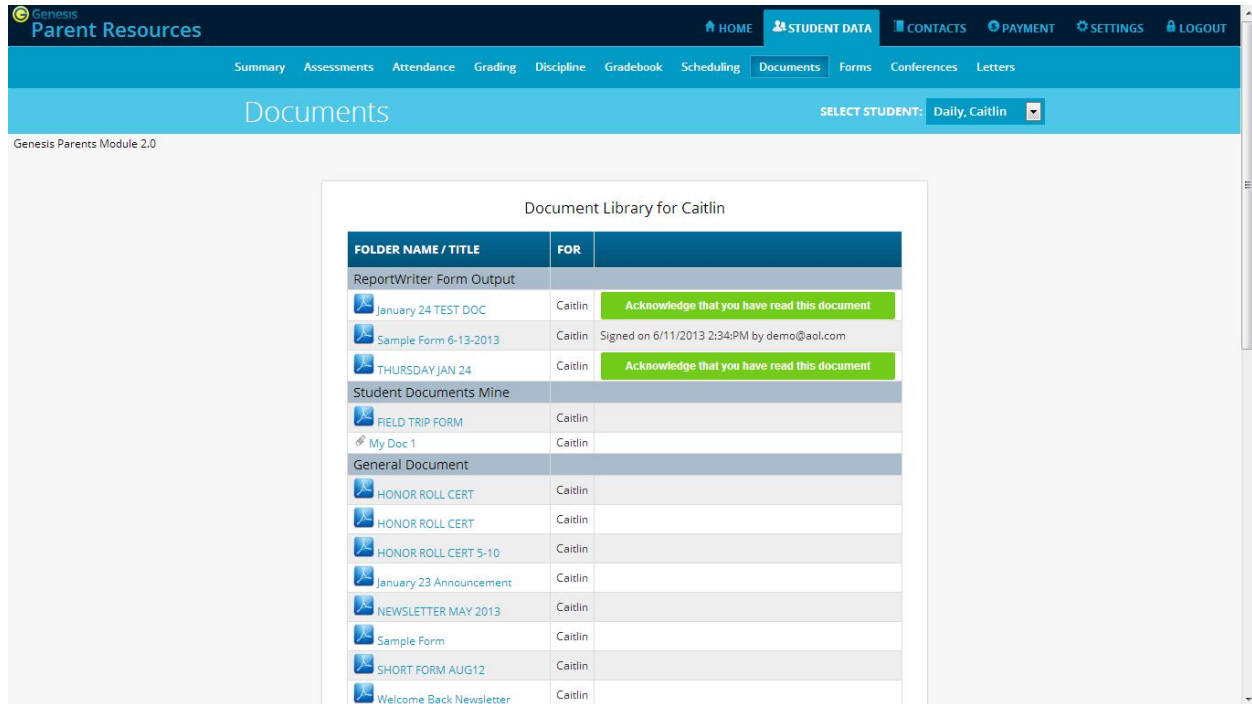 Genesis
Parent Resources
HOME STUDENT DATA CONTACTS PAYMENT SETTINGS LOGOUT
Summary Assessments Attendance Grading Discipline Gradebook Scheduling Documents Forms Conferences Letters
Documents SELECT STUDENT: Daily, Caitlin
Genesis Parents Module 2.0
Document Library for Caitlin
FOLDER NAME / TITLE FOR
ReportWriter Form Output
January 24 TEST DOC Caitlin Acknowledge that you have read this document
Sample Form 6-13-2013 Caitlin Signed on 6/11/2013 2:34:PM by demo@aol.com
THURSDAY JAN 24 Caitlin Acknowledge that you have read this document
Student Documents Mine
FIELD TRIP FORM Caitlin
My Doc 1 Caitlin
General Document
HONOR ROLL CERT Caitlin
HONOR ROLL CERT Caitlin
HONOR ROLL CERT 5-10 Caitlin
January 23 Announcement Caitlin
NEWSLETTER MAY 2013 Caitlin
Sample Form Caitlin
SHORT FORM AUG12 Caitlin
Welcome Back Newsletter Caitlin